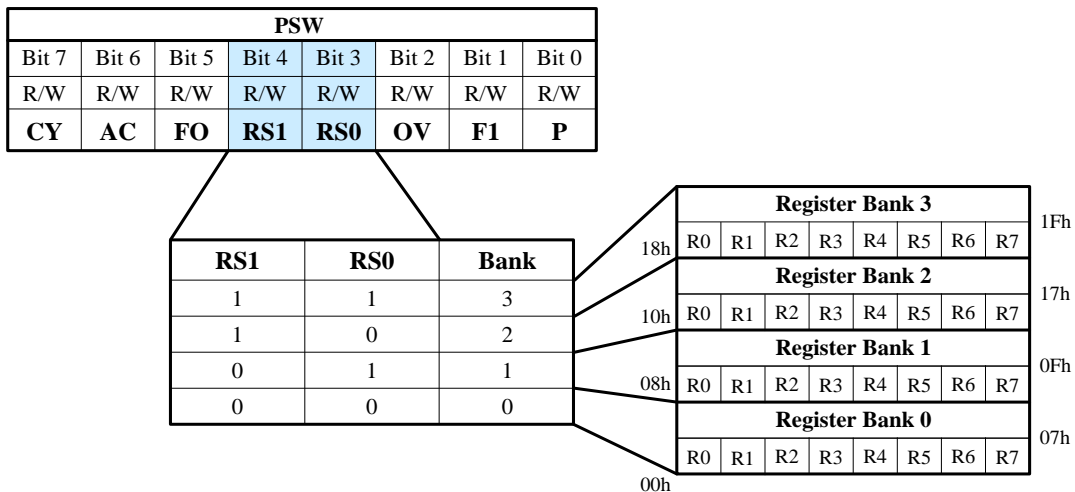 PSW
Bit 7 Bit 6 Bit 5 Bit 4 Bit 3 Bit 2 Bit 1 Bit 0
R/W R/W R/W R/W R/W R/W R/W R/W
CY AC FO RS1 RS0 OV F1 P
RS1 RS0 Bank
1 1 3
1 0 2
0 1 1
0 0 0
Register Bank 3
1Fh
18h R0 R1 R2 R3 R4 R5 R6 R7
Register Bank 2
17h
10h R0 R1 R2 R3 R4 R5 R6 R7
Register Bank 1
0Fh
08h R0 R1 R2 R3 R4 R5 R6 R7
Register Bank 0
07h
R0 R1 R2 R3 R4 R5 R6 R7
00h